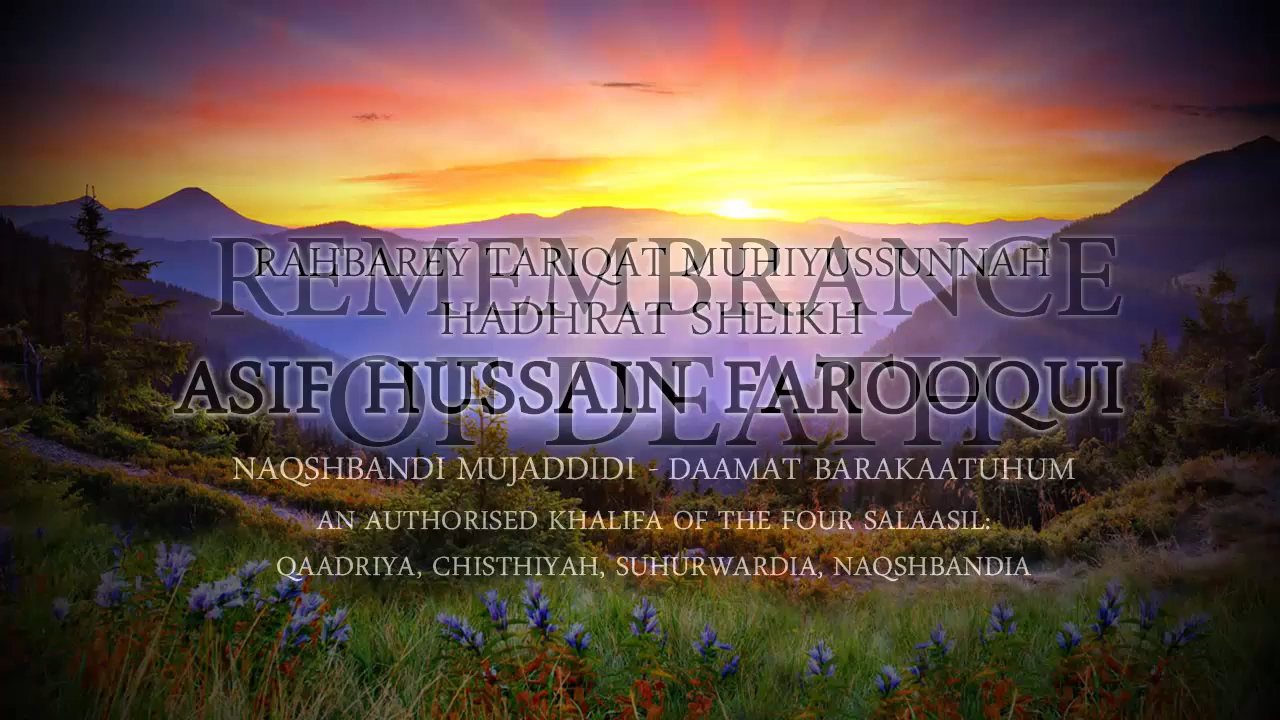 REMEMBRANCE
OF DEATH
RAHBAREY TARIQAT MUHIYUSSUNNAH
HADHRAT SHEIKH
ASIF HUSSAIN FAROOQUI
NAQSHBANDI MUJADDIDI - DAAMAT BARAKAATUHUM
AN AUTHORISED KHALIFA OF THE FOUR SALAASIL:
QAADRIYA, CHISTHIYAH, SUHURWARDIA, NAQSHBANDIA